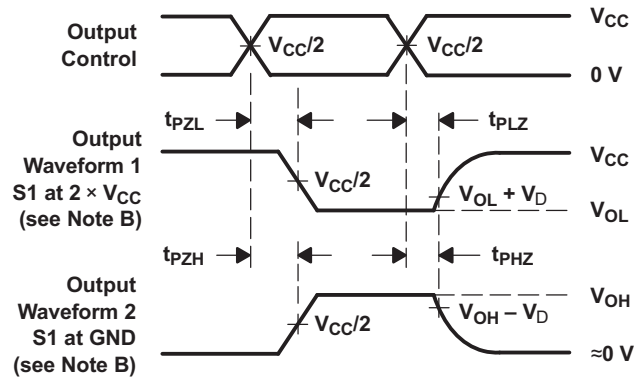 Output
Control
V_CC/2
V_CC/2
V_CC
0 V
t_PZL
t_PLZ
Output
Waveform 1
S1 at 2 × V_CC
(see Note B)
V_CC/2
V_OL + V_D
V_CC
V_OL
t_PZH
t_PHZ
Output
Waveform 2
S1 at GND
(see Note B)
V_CC/2
V_OH – V_D
V_OH
≈0 V